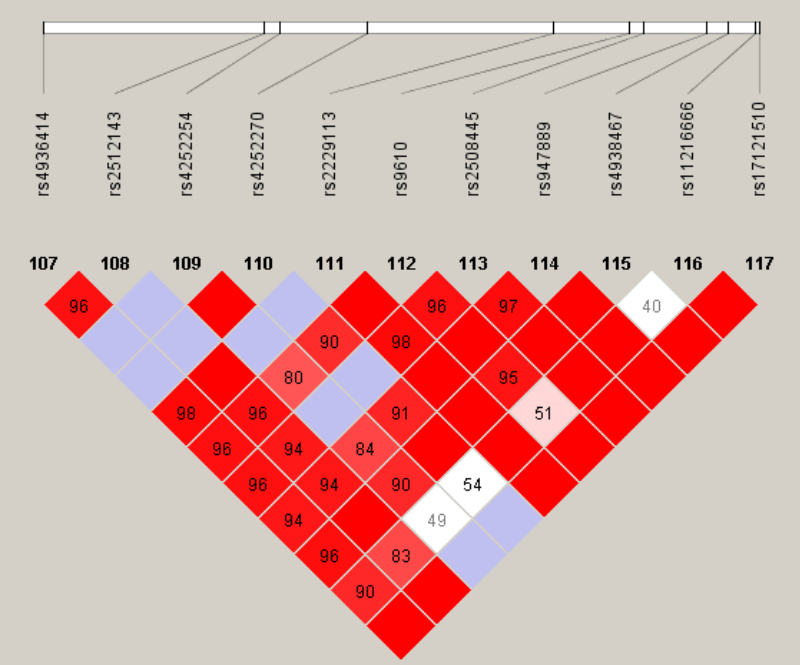 rs4936414
rs2512143
rs4252254
rs4252270
rs2229113
rs9610
rs2508445
rs947889
rs4938467
rs11216666
rs17121510
107 108 109 110 111 112 113 114 115 116 117
96 96 97 40
90 98
80 95
98 96 91 51
96 94 84
96 94 90 54
94 49
96 83
90